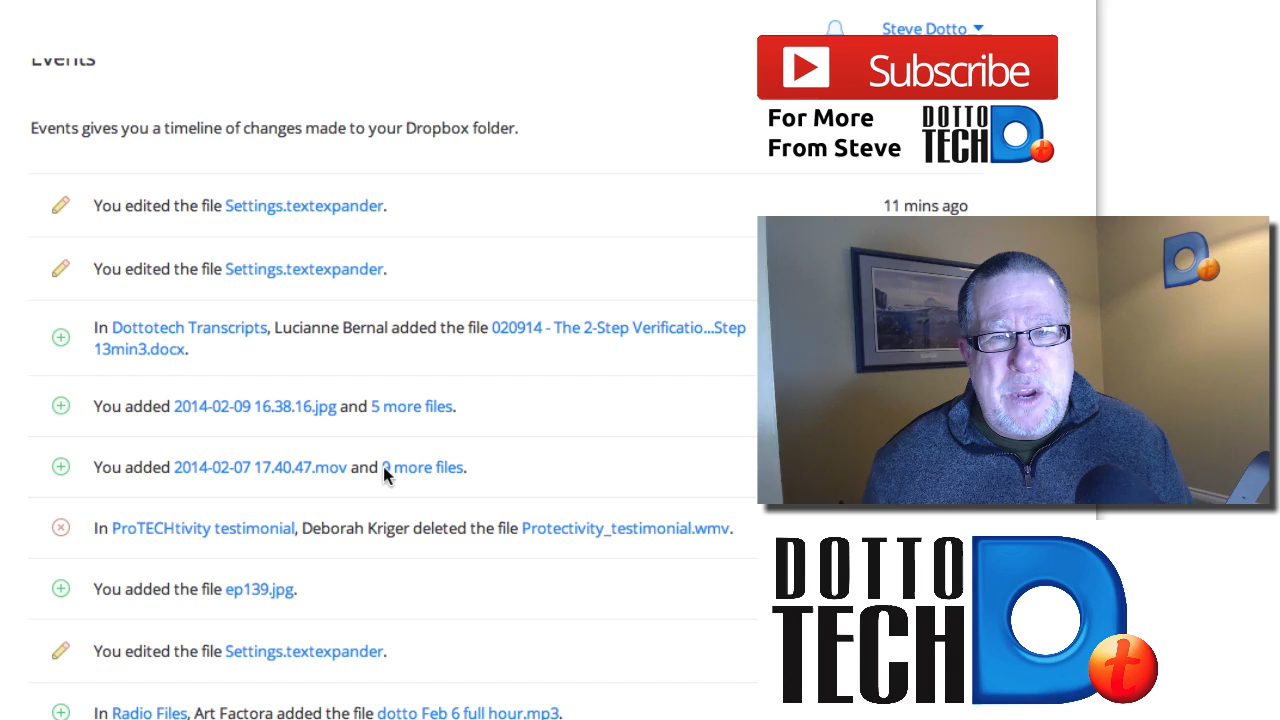 Steve Dotto
Events
Subscribe
For More
From Steve
DOTTO
TECH
Events gives you a timeline of changes made to your Dropbox folder.
You edited the file Settings.textexpander.
11 mins ago
You edited the file Settings.textexpander.
In Dottotech Transcripts, Lucianne Bernal added the file 020914 - The 2-Step Verificatio...Step
13min3.docx.
You added 2014-02-09 16.38.16.jpg and 5 more files.
You added 2014-02-07 17.40.47.mov and 9 more files.
In ProTECHtivity testimonial, Deborah Kriger deleted the file Protectivity_testimonial.wmv.
You added the file ep139.jpg.
You edited the file Settings.textexpander.
In Radio Files, Art Factora added the file dotto Feb 6 full hour.mp3.
DOTTO
TECH
t